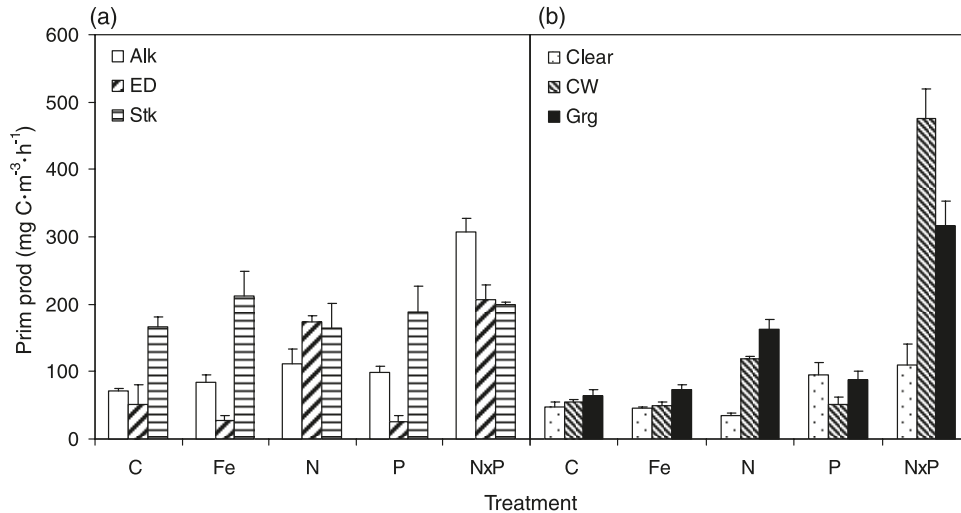 (a)
(b)
600
500
400
300
200
100
0
Prim prod (mg C·m-3·h-1)
Alk
ED
Stk
Clear
CW
Grg
C Fe N P NxP C Fe N P NxP
Treatment